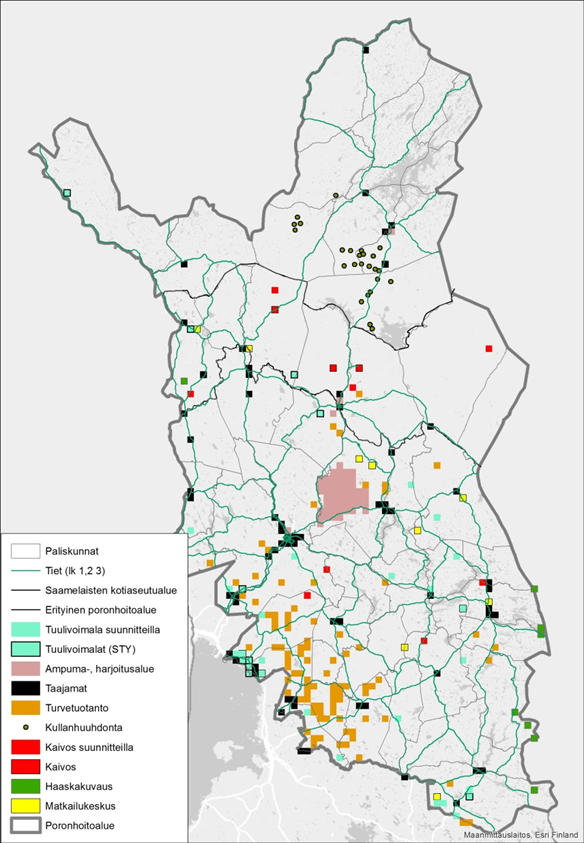 Paliskunnat
Tiet (lk 1,2 3)
Saamelaisten kotiaseutualue
Erityinen poronhoitoalue
Tuulivoimala suunnitteilla
Tuulivoimalat (STY)
Ampuma-, harjoitusalue
Taajamat
Turvetuotanto
Kullanhuuhdonta
Kaivos suunnitteilla
Kaivos
Haaskakuvaus
Matkailukeskus
Poronhoitoalue
Maanmittauslaitos, Esri Finland